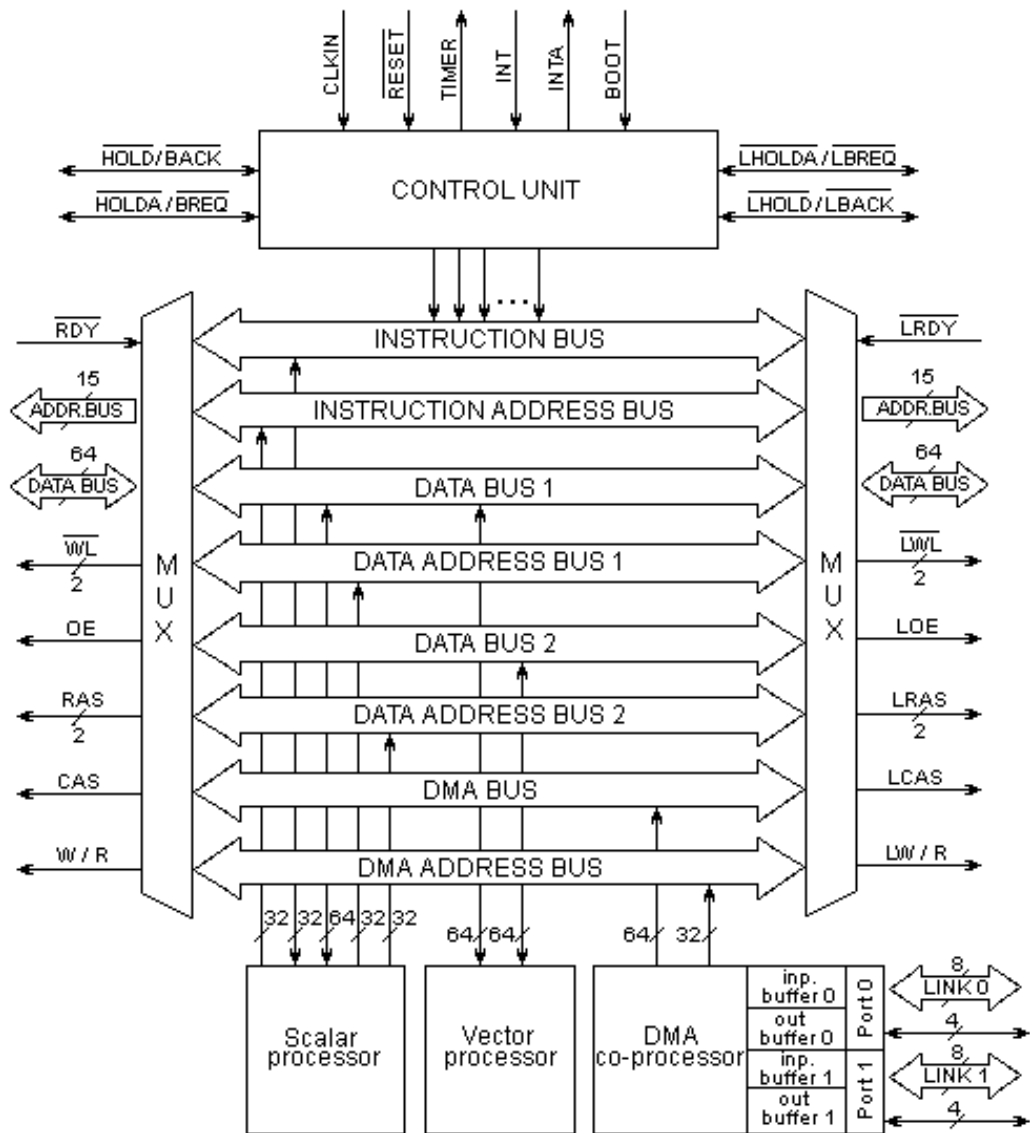 CLKIN
RESET
TIMER
INT
INTA
BOOT
HOLD/BACK
LHOLDA/LBREQ
CONTROL UNIT
HOLDA/BREQ
LHOLD/LBACK
...
RDY
INSTRUCTION BUS
LRDY
15
15
ADDR.BUS
INSTRUCTION ADDRESS BUS
ADDR.BUS
64
64
DATA BUS
DATA BUS 1
DATA BUS
WL
2
MUX
DATA ADDRESS BUS 1
MUX
LWL
2
OE
DATA BUS 2
LOE
RAS
2
DATA ADDRESS BUS 2
LRAS
2
CAS
DMA BUS
LCAS
W / R
DMA ADDRESS BUS
LW / R
32 32 64 32 32
64 64
64 32
Scalar
processor
Vector
processor
DMA
co-processor
inp.
buffer 0
out
buffer 0
Port 0
inp.
buffer 1
out
buffer 1
Port 1
8
LINK 0
4
8
LINK 1
4